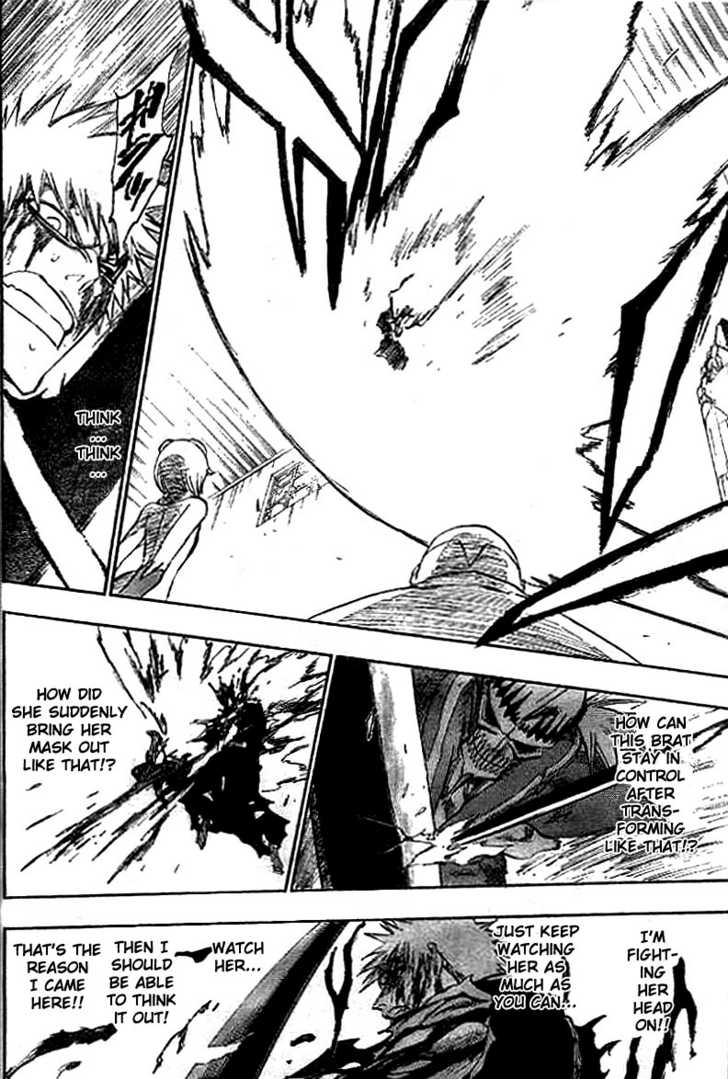 THINK
...
THINK
...
HOW CAN
THIS BRAT
STAY IN
CONTROL
AFTER
TRANS-
FORMING
LIKE THAT!?
HOW DID
SHE SUDDENLY
BRING HER
MASK OUT
LIKE THAT!?
I'M
FIGHT-
ING
HER
HEAD
ON!!
JUST KEEP
WATCHING
HER AS
MUCH AS
YOU CAN...
WATCH
HER...
THEN I
SHOULD
BE ABLE
TO THINK
IT OUT!
THAT'S THE
REASON
I CAME
HERE!!